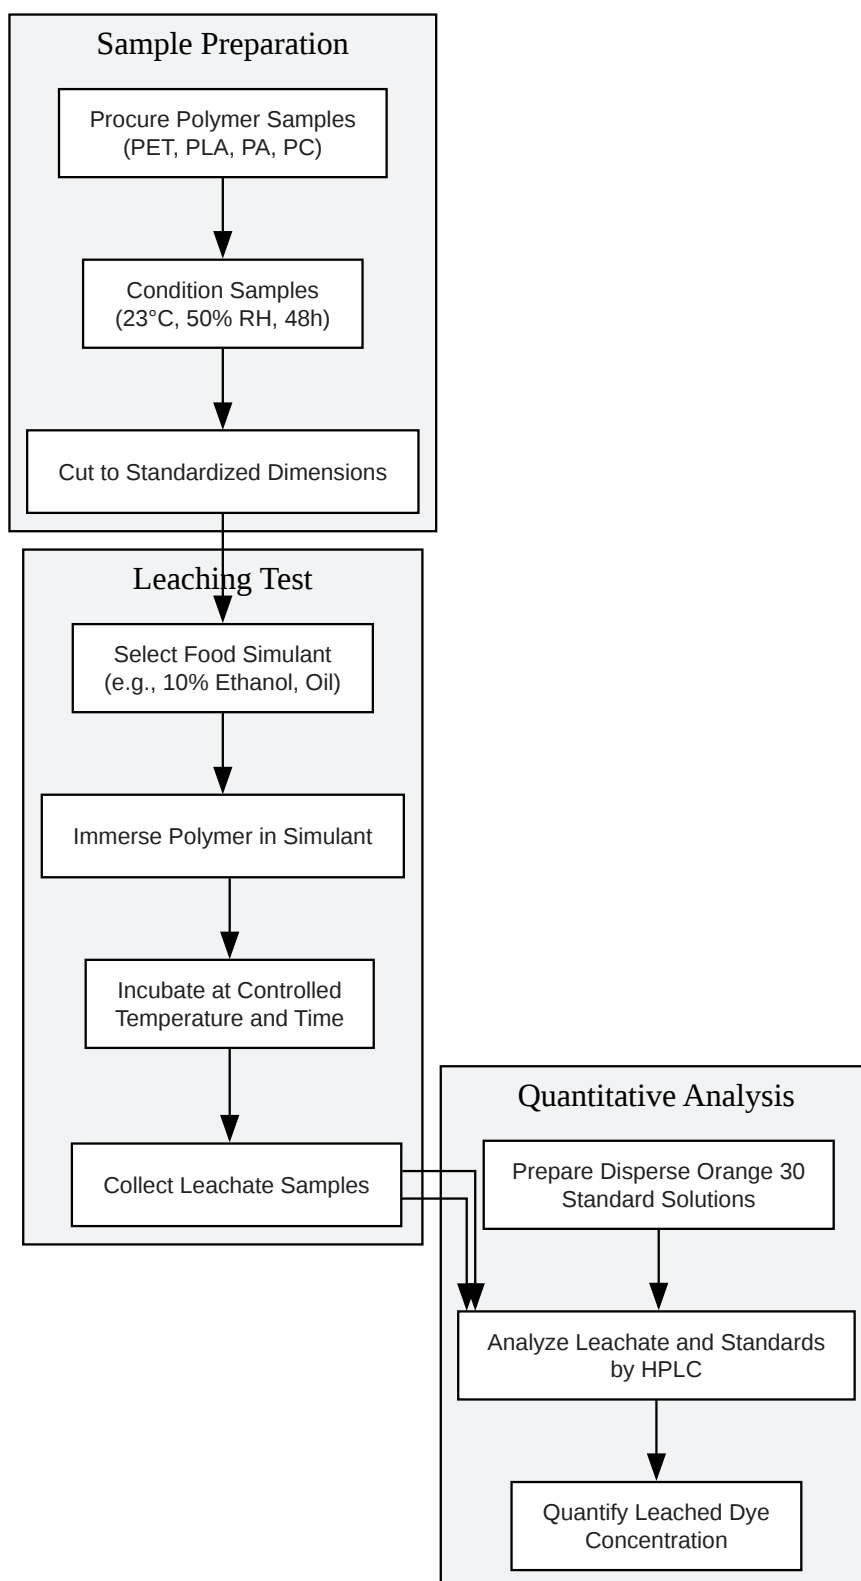 Sample Preparation
Procure Polymer Samples
(PET, PLA, PA, PC)
Condition Samples
(23°C, 50% RH, 48h)
Cut to Standardized Dimensions
Leaching Test
Select Food Simulant
(e.g., 10% Ethanol, Oil)
Immerse Polymer in Simulant
Incubate at Controlled
Temperature and Time
Collect Leachate Samples
Quantitative Analysis
Prepare Disperse Orange 30
Standard Solutions
Analyze Leachate and Standards
by HPLC
Quantify Leached Dye
Concentration